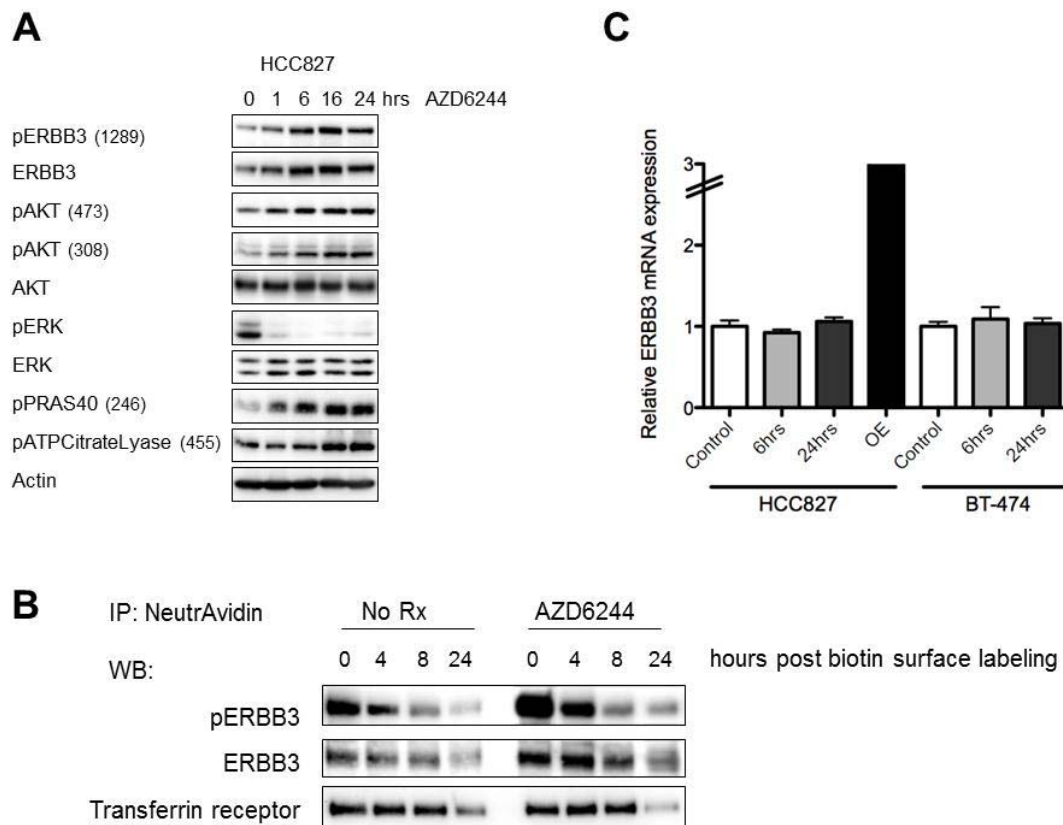 A
HCC827
0 1 6 16 24 hrs AZD6244
pERBB3 (1289)
ERBB3
pAKT (473)
pAKT (308)
AKT
pERK
ERK
pPRAS40 (246)
pATPCitrateLyase (455)
Actin
C
Relative ERBB3 mRNA expression
3
2
1
0
Control 6hrs 24hrs OE Control 6hrs 24hrs
HCC827 BT-474
B
IP: NeutrAvidin No Rx AZD6244
WB: 0 4 8 24 0 4 8 24 hours post biotin surface labeling
pERBB3
ERBB3
Transferrin receptor